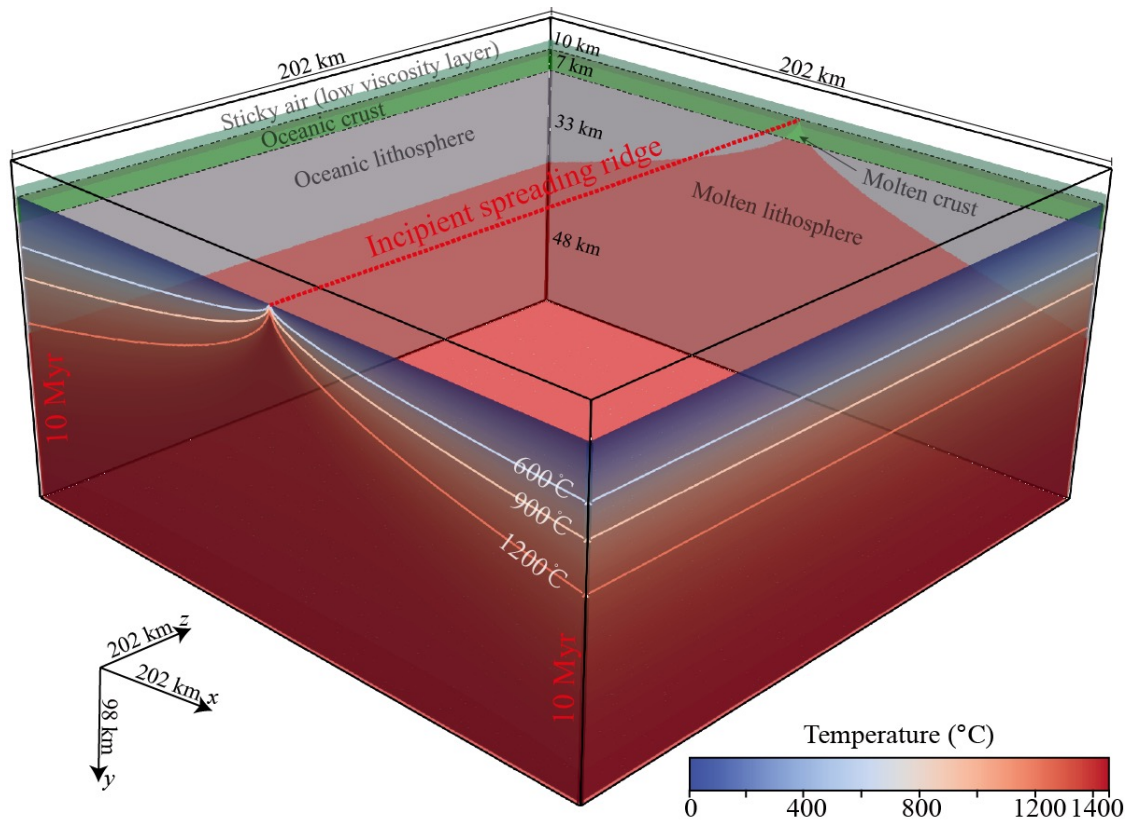 202 km
202 km
10 km
7 km
Sticky air (low viscosity layer)
Oceanic crust
Oceanic lithosphere
33 km
Incipient spreading ridge
Molten crust
Molten lithosphere
48 km
10 Myr
600℃
900℃
1200℃
10 Myr
202 km z
202 km x
98 km
y
Temperature (°C)
0 400 800 1200 1400